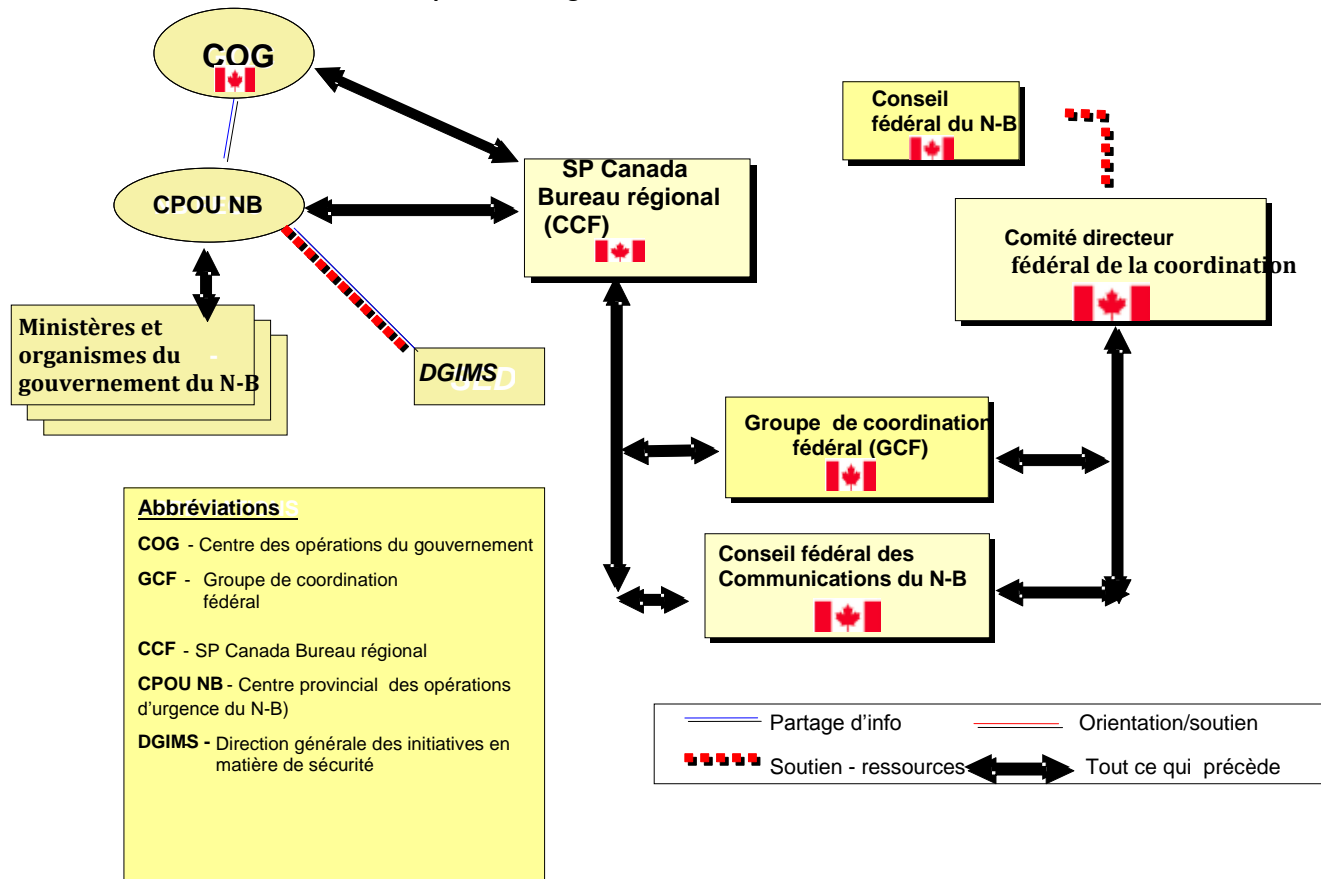 COG
Conseil
fédéral du N-B
SP Canada
Bureau régional
(CCF)
CPOU NB
Comité directeur
fédéral de la coordination
Ministères et
organismes du -
gouvernement du N-B
DGIMS
Groupe de coordination
fédéral (GCF)
Conseil fédéral des
Communications du N-B
Abbréviations
COG - Centre des opérations du gouvernement
GCF - Groupe de coordination
fédéral
CCF - SP Canada Bureau régional
CPOU NB - Centre provincial des opérations
d'urgence du N-B)
DGIMS - Direction générale des initiatives en
matière de sécurité
Partage d'info
Orientation/soutien
Soutien - ressources
Tout ce qui précède